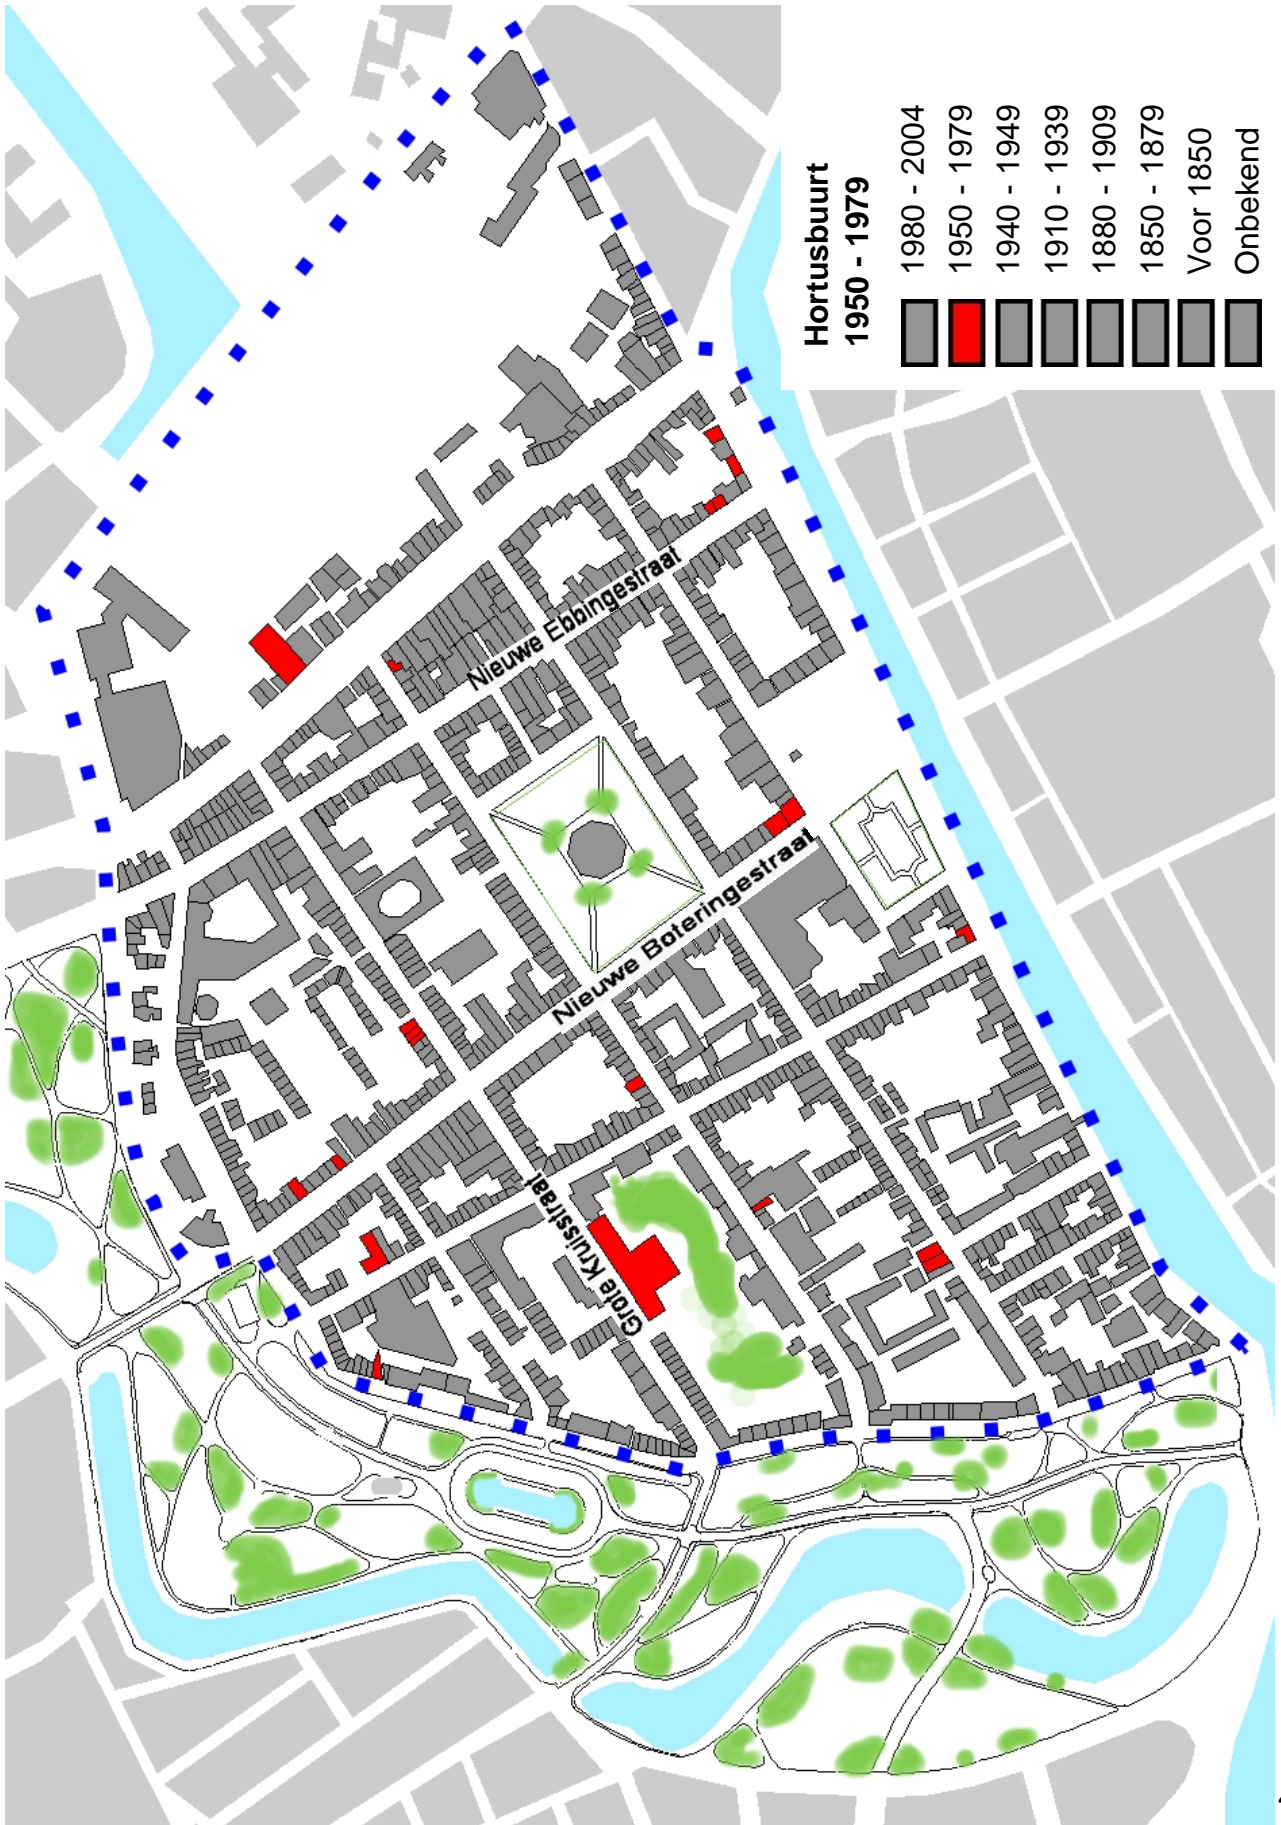 Hortusbuurt
1950 - 1979
1980 - 2004
1950 - 1979
1940 - 1949
1910 - 1939
1880 - 1909
1850 - 1879
Voor 1850
Onbekend
Nieuwe Ebbingestraat
Nieuwe Boteringestraat
Grote Kruisstraat